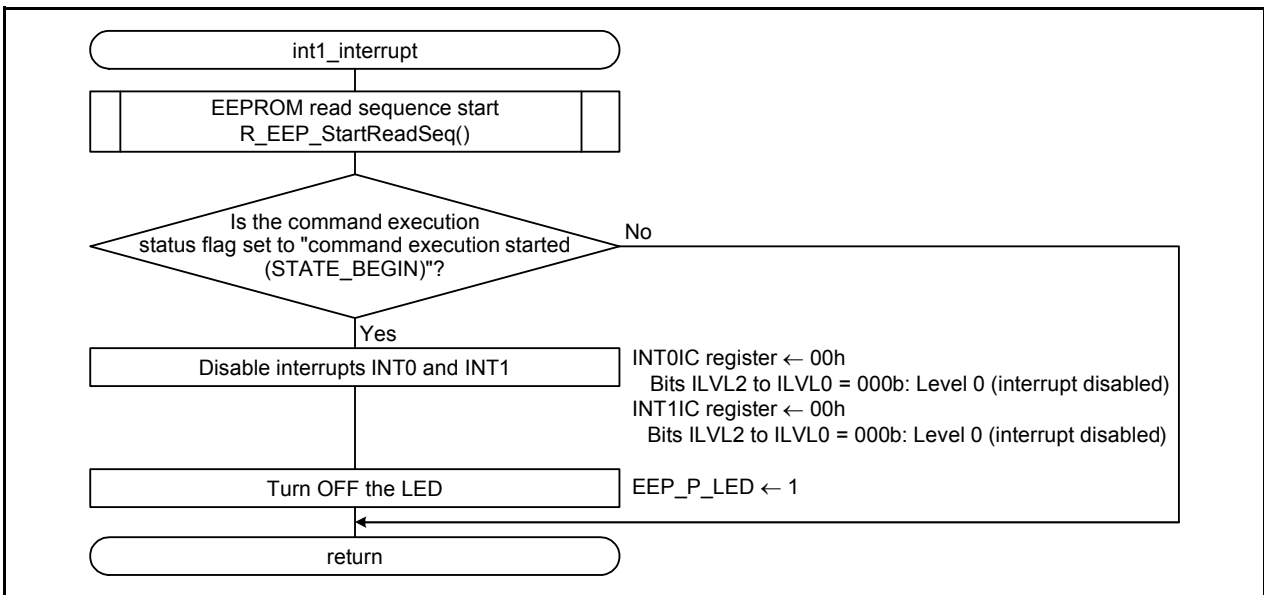 int1_interrupt
EEPROM read sequence start
R_EEP_StartReadSeq()
Is the command execution
status flag set to "command execution started
(STATE_BEGIN)"?
No
Yes
Disable interrupts INT0 and INT1
INT0IC register ← 00h
Bits ILVL2 to ILVL0 = 000b: Level 0 (interrupt disabled)
INT1IC register ← 00h
Bits ILVL2 to ILVL0 = 000b: Level 0 (interrupt disabled)
Turn OFF the LED
EEP_P_LED ← 1
return